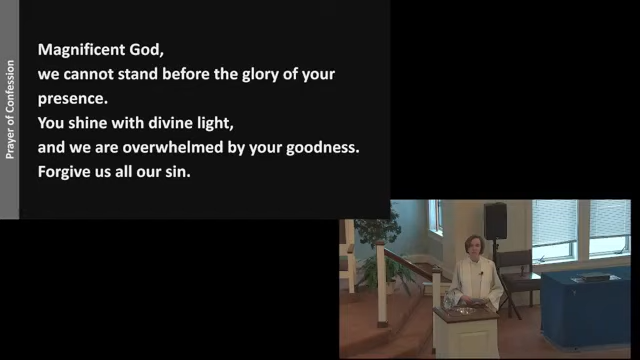 Prayer of Confession
Magnificent God,
we cannot stand before the glory of your
presence.
You shine with divine light,
and we are overwhelmed by your goodness.
Forgive us all our sin.